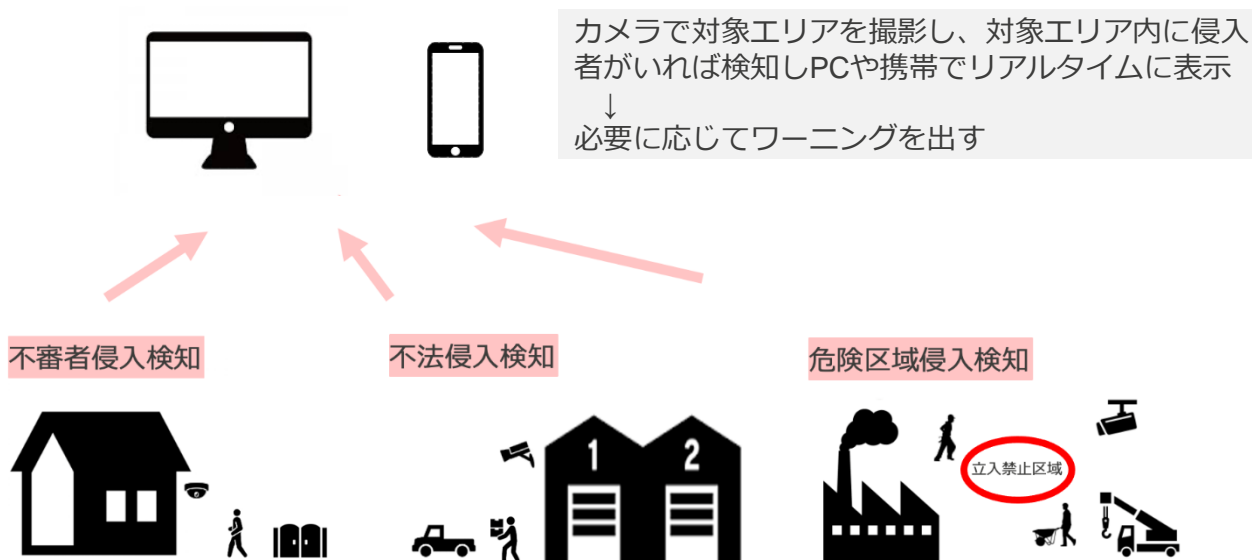 カメラで対象エリアを撮影し、対象エリア内に侵入
者がいれば検知しPCや携帯でリアルタイムに表示
↓
必要に応じてワーニングを出す
不審者侵入検知
不法侵入検知
危険区域侵入検知
1
2
立入禁止区域